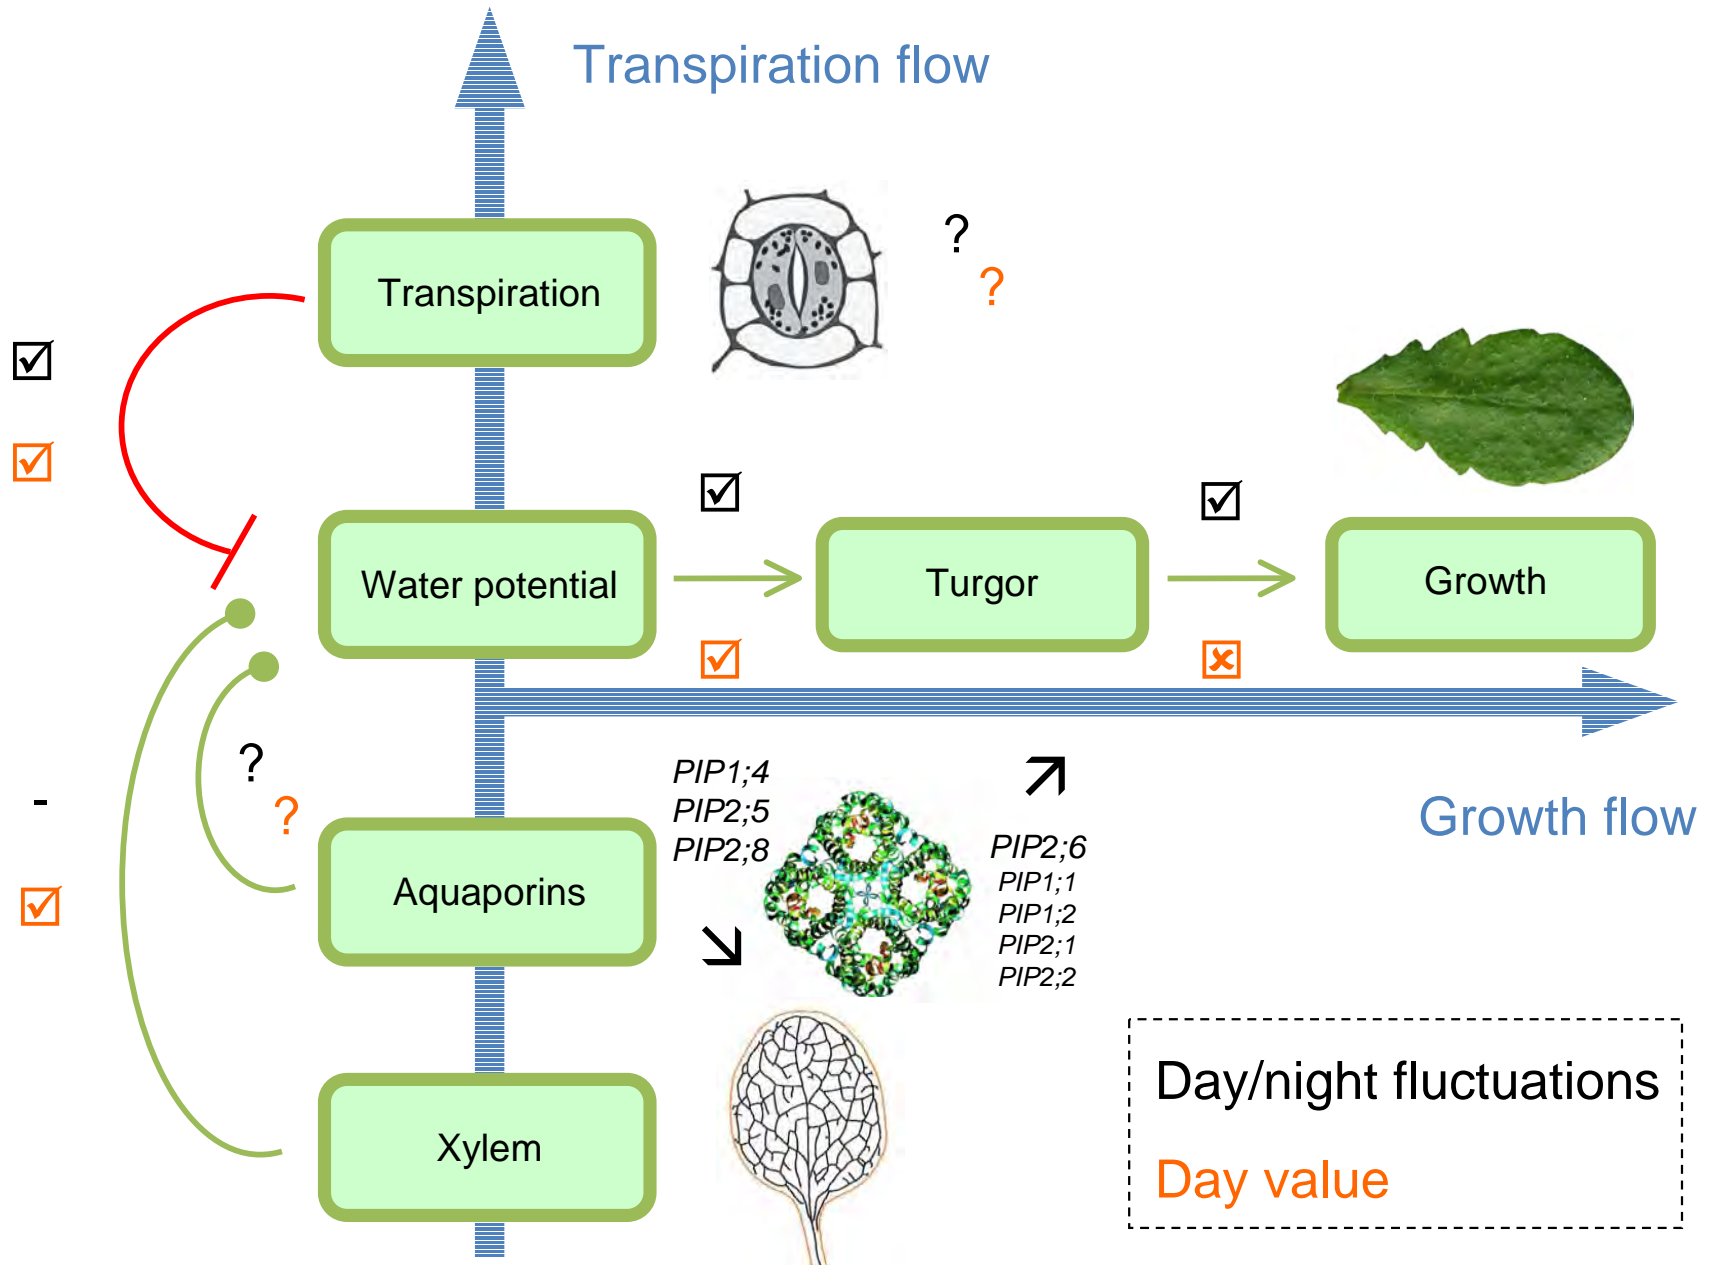 Transpiration flow
Transpiration
?
?
Water potential
Turgor
Growth
?
?
-
PIP1;4
PIP2;5
PIP2;8
Growth flow
PIP2;6
PIP1;1
PIP1;2
PIP2;1
PIP2;2
Aquaporins
Xylem
Day/night fluctuations
Day value